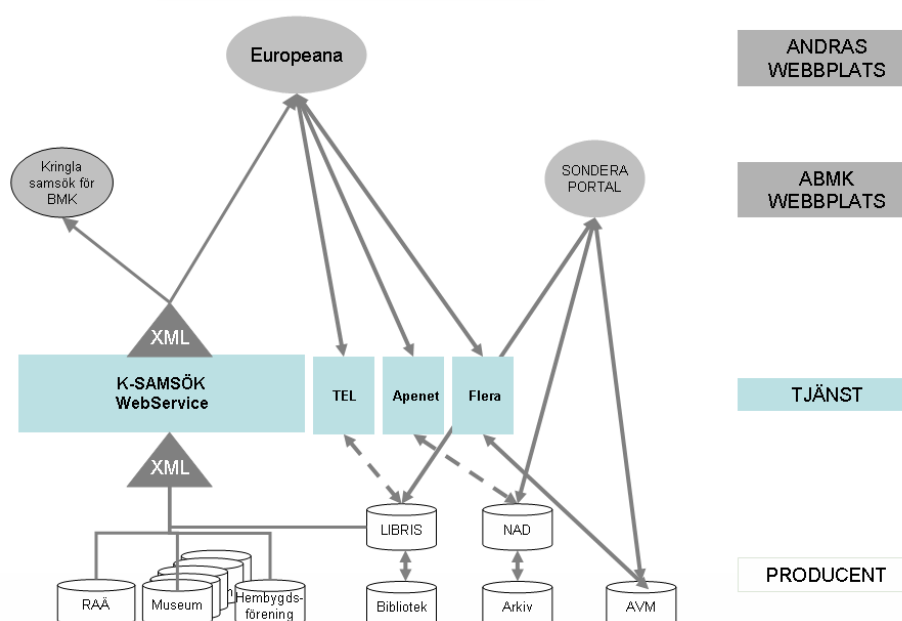 Europeana
ANDRAS
WEBBPLATS
Kringla
samsök för
BMK
SONDERA
PORTAL
ABMK
WEBBPLATS
XML
K-SAMSÖK
WebService
TEL
Apenet
Flera
TJÄNST
XML
LIBRIS
NAD
RAÄ
Museum
Hembygds-
förening
Bibliotek
Arkiv
AVM
PRODUCENT